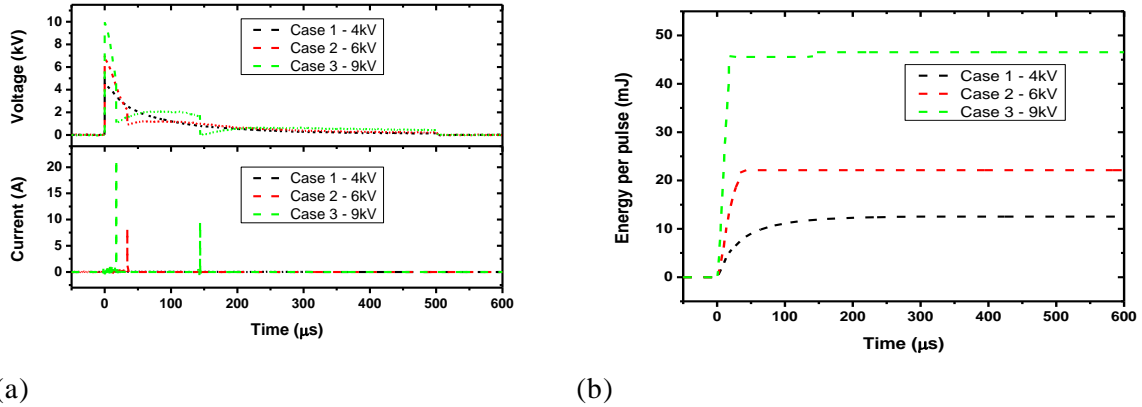 10
8
6
4
2
0
Voltage (kV)
Case 1 - 4kV
Case 2 - 6kV
Case 3 - 9kV
20
15
10
5
0
Current (A)
Case 1 - 4kV
Case 2 - 6kV
Case 3 - 9kV
0 100 200 300 400 500 600
Time (μs)
(a)
50
40
30
20
10
0
Energy per pulse (mJ)
Case 1 - 4kV
Case 2 - 6kV
Case 3 - 9kV
0 100 200 300 400 500 600
Time (μs)
(b)